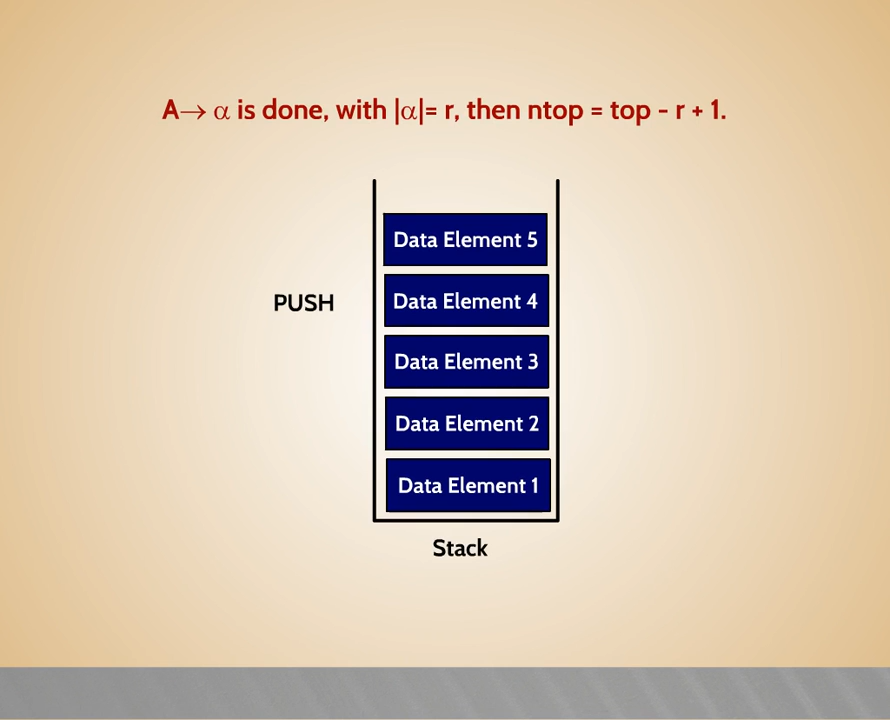 A→ α is done, with |α|= r, then ntop = top - r + 1.
Data Element 5
PUSH
Data Element 4
Data Element 3
Data Element 2
Data Element 1
Stack